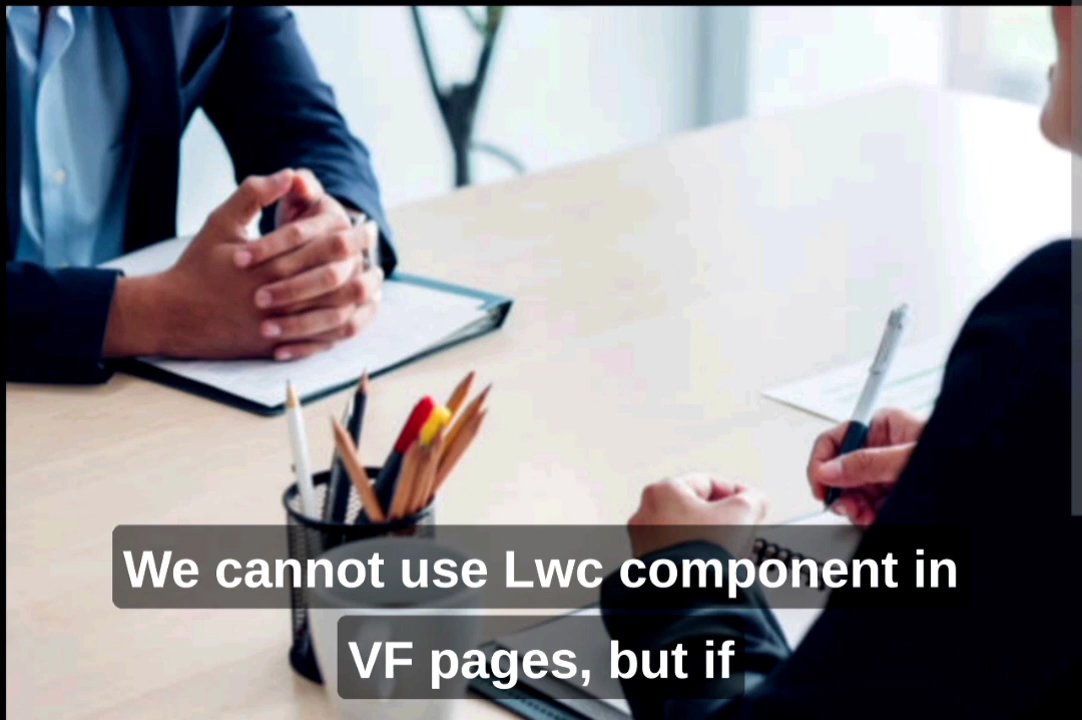 We cannot use Lwc component in
VF pages, but if